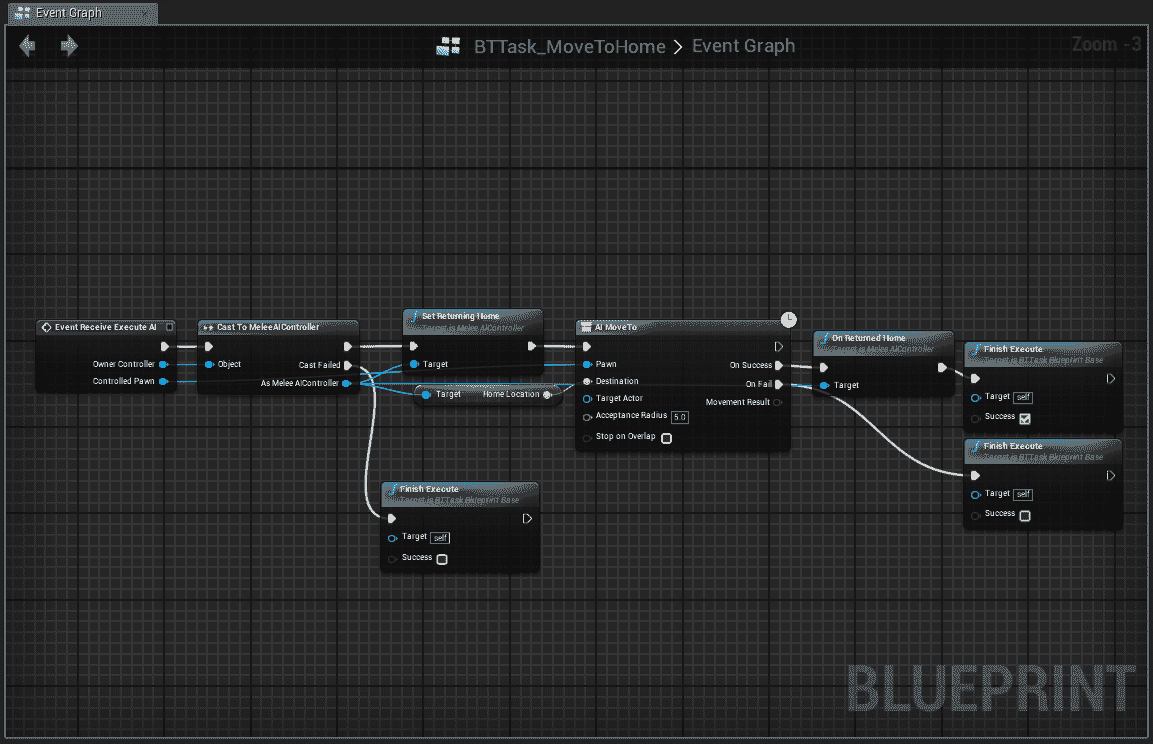 Event Graph
BTTask_MoveToHome > Event Graph
Zoom -3
Event Receive Execute AI
Owner Controller
Controlled Pawn
Cast To MeleeAIController
Object
Cast Failed
As Melee AIController
Set Returning Home
Target is Melee AIController
Target
Target
Home Location
AI MoveTo
Pawn
Destination
Target Actor
Acceptance Radius 5.0
Stop on Overlap
On Success
On Fail
Movement Result
On Returned Home
Target is Melee AIController
Target
Finish Execute
Target is BTTask Blueprint Base
Target self
Success
Finish Execute
Target is BTTask Blueprint Base
Target self
Success
Finish Execute
Target is BTTask Blueprint Base
Target self
Success
BLUEPRINT